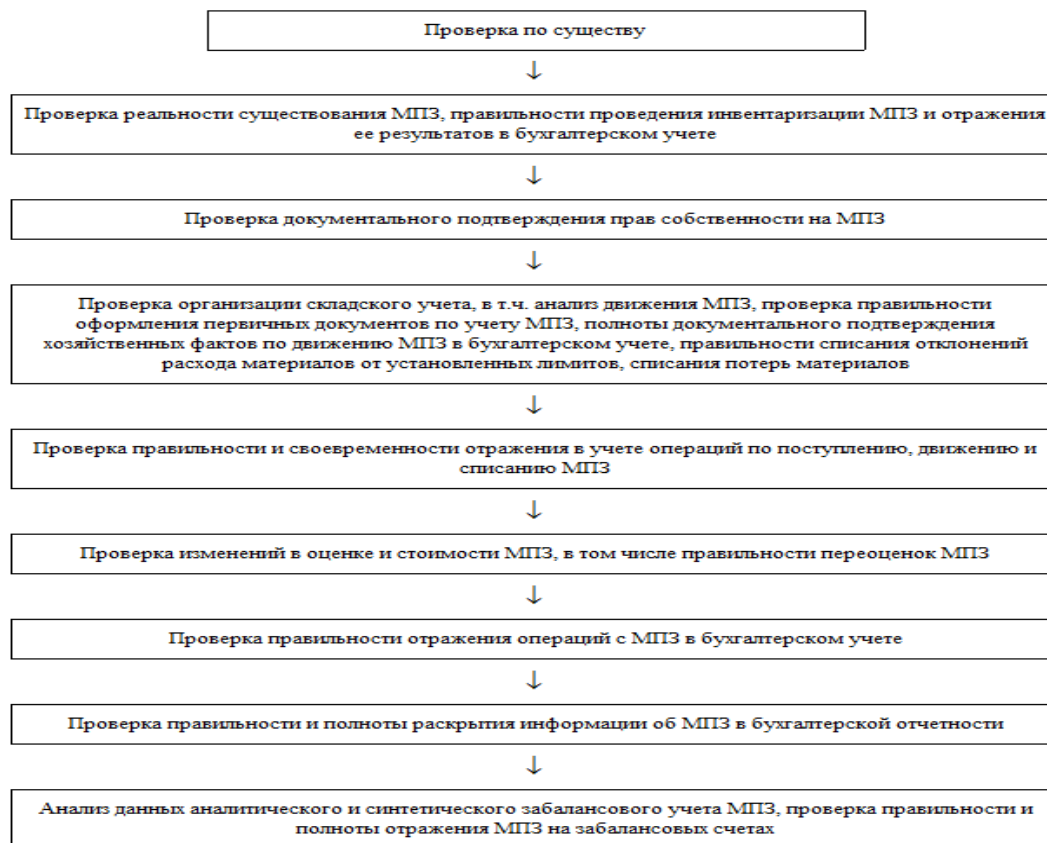 Проверка по существу
↓
Проверка реальности существования МПЗ, правильности проведения инвентаризации МПЗ и отражения
ее результатов в бухгалтерском учете
↓
Проверка документального подтверждения прав собственности на МПЗ
↓
Проверка организации складского учета, в т.ч. анализ движения МПЗ, проверка правильности
оформления первичных документов по учету МПЗ, полноты документального подтверждения
хозяйственных фактов по движению МПЗ в бухгалтерском учете, правильности списания отклонений
расхода материалов от установленных лимитов, списания потерь материалов
↓
Проверка правильности и своевременности отражения в учете операций по поступлению, движению и
списанию МПЗ
↓
Проверка изменений в оценке и стоимости МПЗ, в том числе правильности переоценок МПЗ
↓
Проверка правильности отражения операций с МПЗ в бухгалтерском учете
↓
Проверка правильности и полноты раскрытия информации об МПЗ в бухгалтерской отчетности
↓
Анализ данных аналитического и синтетического забалансового учета МПЗ, проверка правильности и
полноты отражения МПЗ на забалансовых счетах